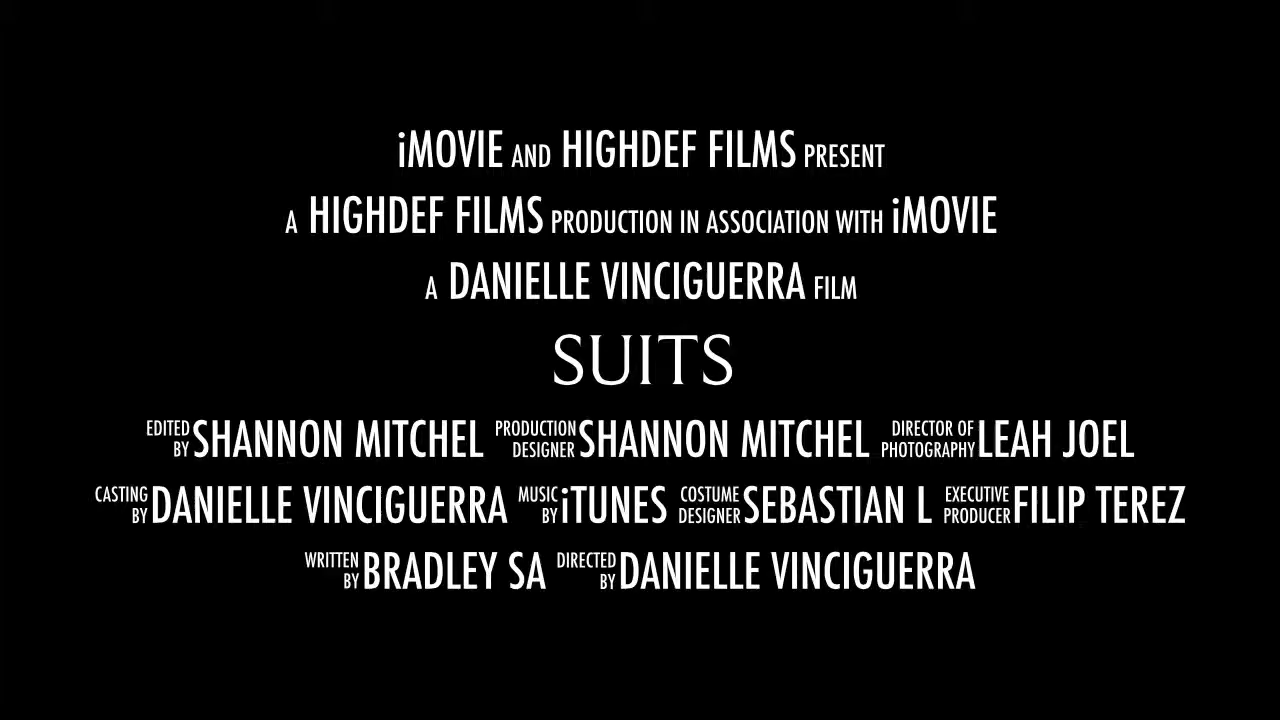 iMOVIE AND HIGHDEF FILMS PRESENT
A HIGHDEF FILMS PRODUCTION IN ASSOCIATION WITH iMOVIE
A DANIELLE VINCIGUERRA FILM
SUITS
EDITED BY SHANNON MITCHEL PRODUCTION DESIGNER SHANNON MITCHEL DIRECTOR OF PHOTOGRAPHY LEAH JOEL
CASTING BY DANIELLE VINCIGUERRA MUSIC BY iTUNES COSTUME DESIGNER SEBASTIAN L EXECUTIVE PRODUCER FILIP TEREZ
WRITTEN BY BRADLEY SA DIRECTED BY DANIELLE VINCIGUERRA